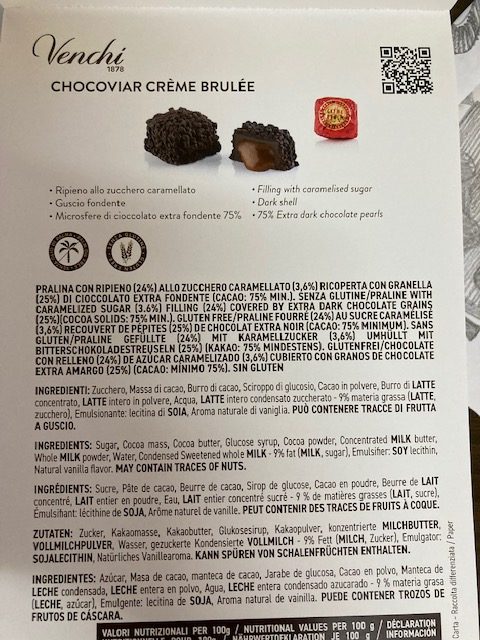 Venchi
1878
CHOCOVIAR CRÈME BRULÉE
• Ripieno allo zucchero caramellato
• Guscio fondente
• Microsfere di cioccolato extra fondente 75%
• Filling with caramelised sugar
• Dark shell
• 75% Extra dark chocolate pearls
PRALINA CON RIPIENO (24%) ALLO ZUCCHERO CARAMELLATO (3,6%) RICOPERTA CON GRANELLA
(25%) DI CIOCCOLATO EXTRA FONDENTE (CACAO: 75% MIN.). SENZA GLUTINE/PRALINE WITH
CARAMELIZED SUGAR (3.6%) FILLING (24%) COVERED BY EXTRA DARK CHOCOLATE GRAINS
(25%)(COCOA SOLIDS: 75% MIN.). GLUTEN FREE/PRALINE FOURRÉ (24%) AU SUCRE CARAMÉLISÉ
(3,6%) RECOUVERT DE PÉPITES (25%) DE CHOCOLAT EXTRA NOIR (CACAO: 75% MINIMUM). SANS
GLUTEN/PRALINE GEFÜLLTE (24%) MIT KARAMELLZUCKER (3,6%) UMHÜLLT MIT
BITTERSCHOKOLADESTREUSELN (25%) (KAKAO: 75% MINDESTENS). GLUTENFREI/CHOCOLATE
CON RELLENO (24%) DE AZÚCAR CARAMELIZADO (3,6%) CUBIERTO CON GRANOS DE CHOCOLATE
EXTRA AMARGO (25%) (CACAO: MÍNIMO 75%). SIN GLUTEN
INGREDIENTI: Zucchero, Massa di cacao, Burro di cacao, Sciroppo di glucosio, Cacao in polvere, Burro di LATTE
concentrato, LATTE intero in polvere, Acqua, LATTE intero condensato zuccherato - 9% materia grassa (LATTE,
zucchero), Emulsionante: lecitina di SOIA, Aroma naturale di vaniglia. PUÒ CONTENERE TRACCE DI FRUTTA
A GUSCIO.
INGREDIENTS: Sugar, Cocoa mass, Cocoa butter, Glucose syrup, Cocoa powder, Concentrated MILK butter,
Whole MILK powder, Water, Condensed Sweetened whole MILK - 9% fat (MILK, sugar), Emulsifier: SOY lecithin,
Natural vanilla flavor. MAY CONTAIN TRACES OF NUTS.
INGRÉDIENTS: Sucre, Pâte de cacao, Beurre de cacao, Sirop de glucose, Cacao en poudre, Beurre de LAIT
concentré, LAIT entier en poudre, Eau, LAIT entier concentré sucré - 9 % de matières grasses (LAIT, sucre),
Émulsifiant: lécithine de SOJA, Arôme naturel de vanille. PEUT CONTENIR DES TRACES DE FRUITS À COQUE.
ZUTATEN: Zucker, Kakaomasse, Kakaobutter, Glukosesirup, Kakaopulver, konzentrierte MILCHBUTTER,
VOLLMILCHPULVER, Wasser, gezuckerte Kondensierte VOLLMILCH - 9% Fett (MILCH, Zucker), Emulgator:
SOJALECITHIN, Natürliches Vanillearoma. KANN SPÜREN VON SCHALENFRÜCHTEN ENTHALTEN.
INGREDIENTES: Azúcar, Masa de cacao, manteca de cacao, Jarabe de glucosa, Cacao en polvo, Manteca de
LECHE condensada, LECHE entera en polvo, Agua, LECHE entera condensado azucarado - 9 % materia grasa
(LECHE, azúcar), Emulgente: lecitina de SOJA, Aroma natural de vainilla. PUEDE CONTENER TROZOS DE
FRUTOS DE CÁSCARA.
Carta - Raccolta differenziata / Paper
VALORI NUTRIZIONALI PER 100g / NUTRITIONAL VALUES PER 100 g / DÉCLARATION